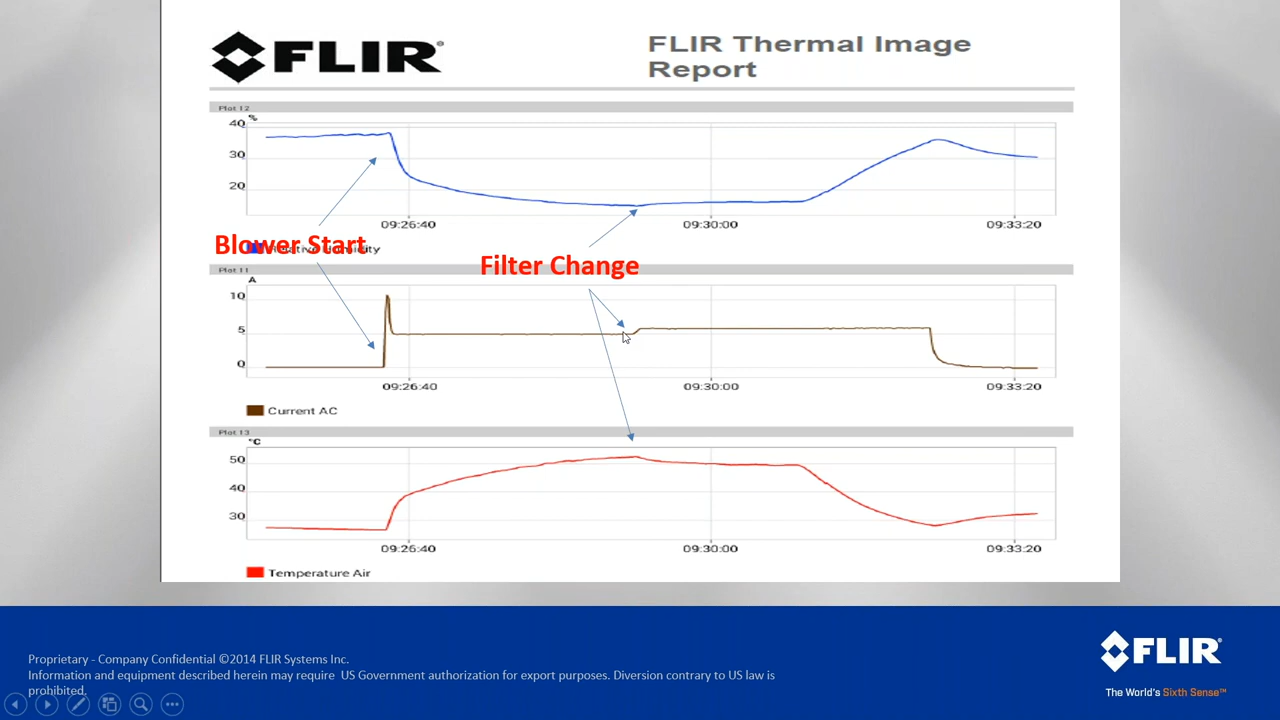 FLIR
FLIR Thermal Image
Report
Plot 12
%
40
30
20
09:26:40
09:30:00
09:33:20
Blower Start
Filter Change
Plot 11
A
10
5
0
09:26:40
09:30:00
09:33:20
Current AC
Plot 13
°C
50
40
30
09:26:40
09:30:00
09:33:20
Temperature Air
Proprietary - Company Confidential ©2014 FLIR Systems Inc.
Information and equipment described herein may require US Government authorization for export purposes. Diversion contrary to US law is
prohibited.
FLIR
The World's Sixth Sense™